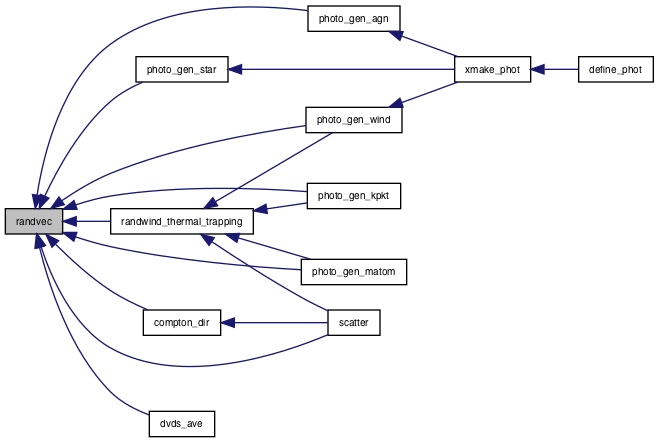 photo_gen_agn
photo_gen_star
xmake_phot
define_phot
photo_gen_wind
photo_gen_kpkt
randvec
randwind_thermal_trapping
photo_gen_matom
compton_dir
scatter
dvds_ave